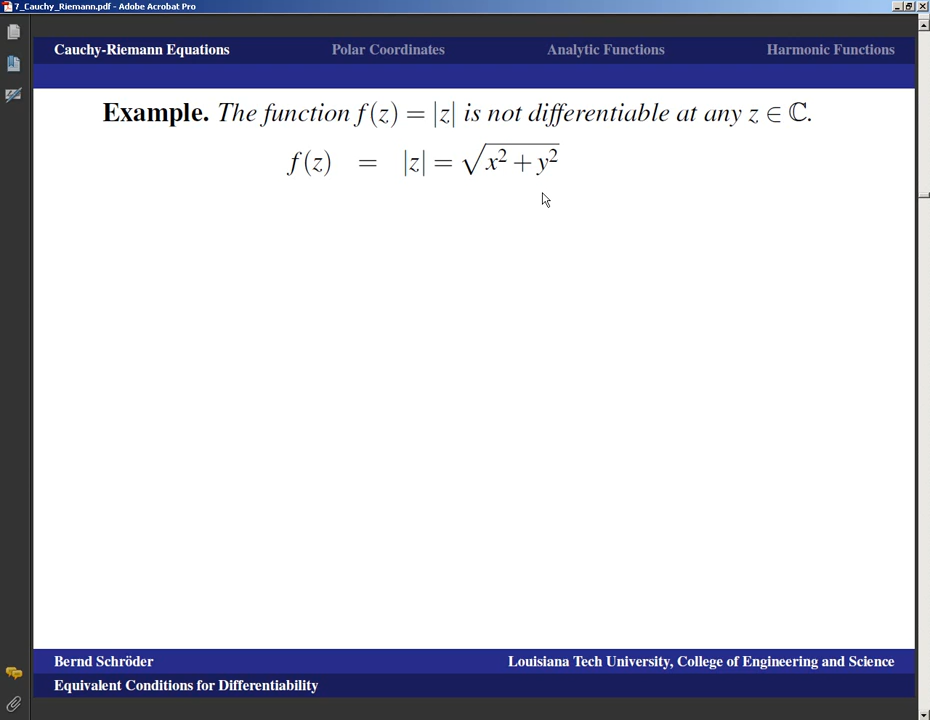 7_Cauchy_Riemann.pdf - Adobe Acrobat Pro
Cauchy-Riemann Equations Polar Coordinates Analytic Functions Harmonic Functions
Example. The function f(z) = |z| is not differentiable at any z ∈ ℂ.
f(z) = |z| = √(x² + y²)
Bernd Schröder Louisiana Tech University, College of Engineering and Science
Equivalent Conditions for Differentiability